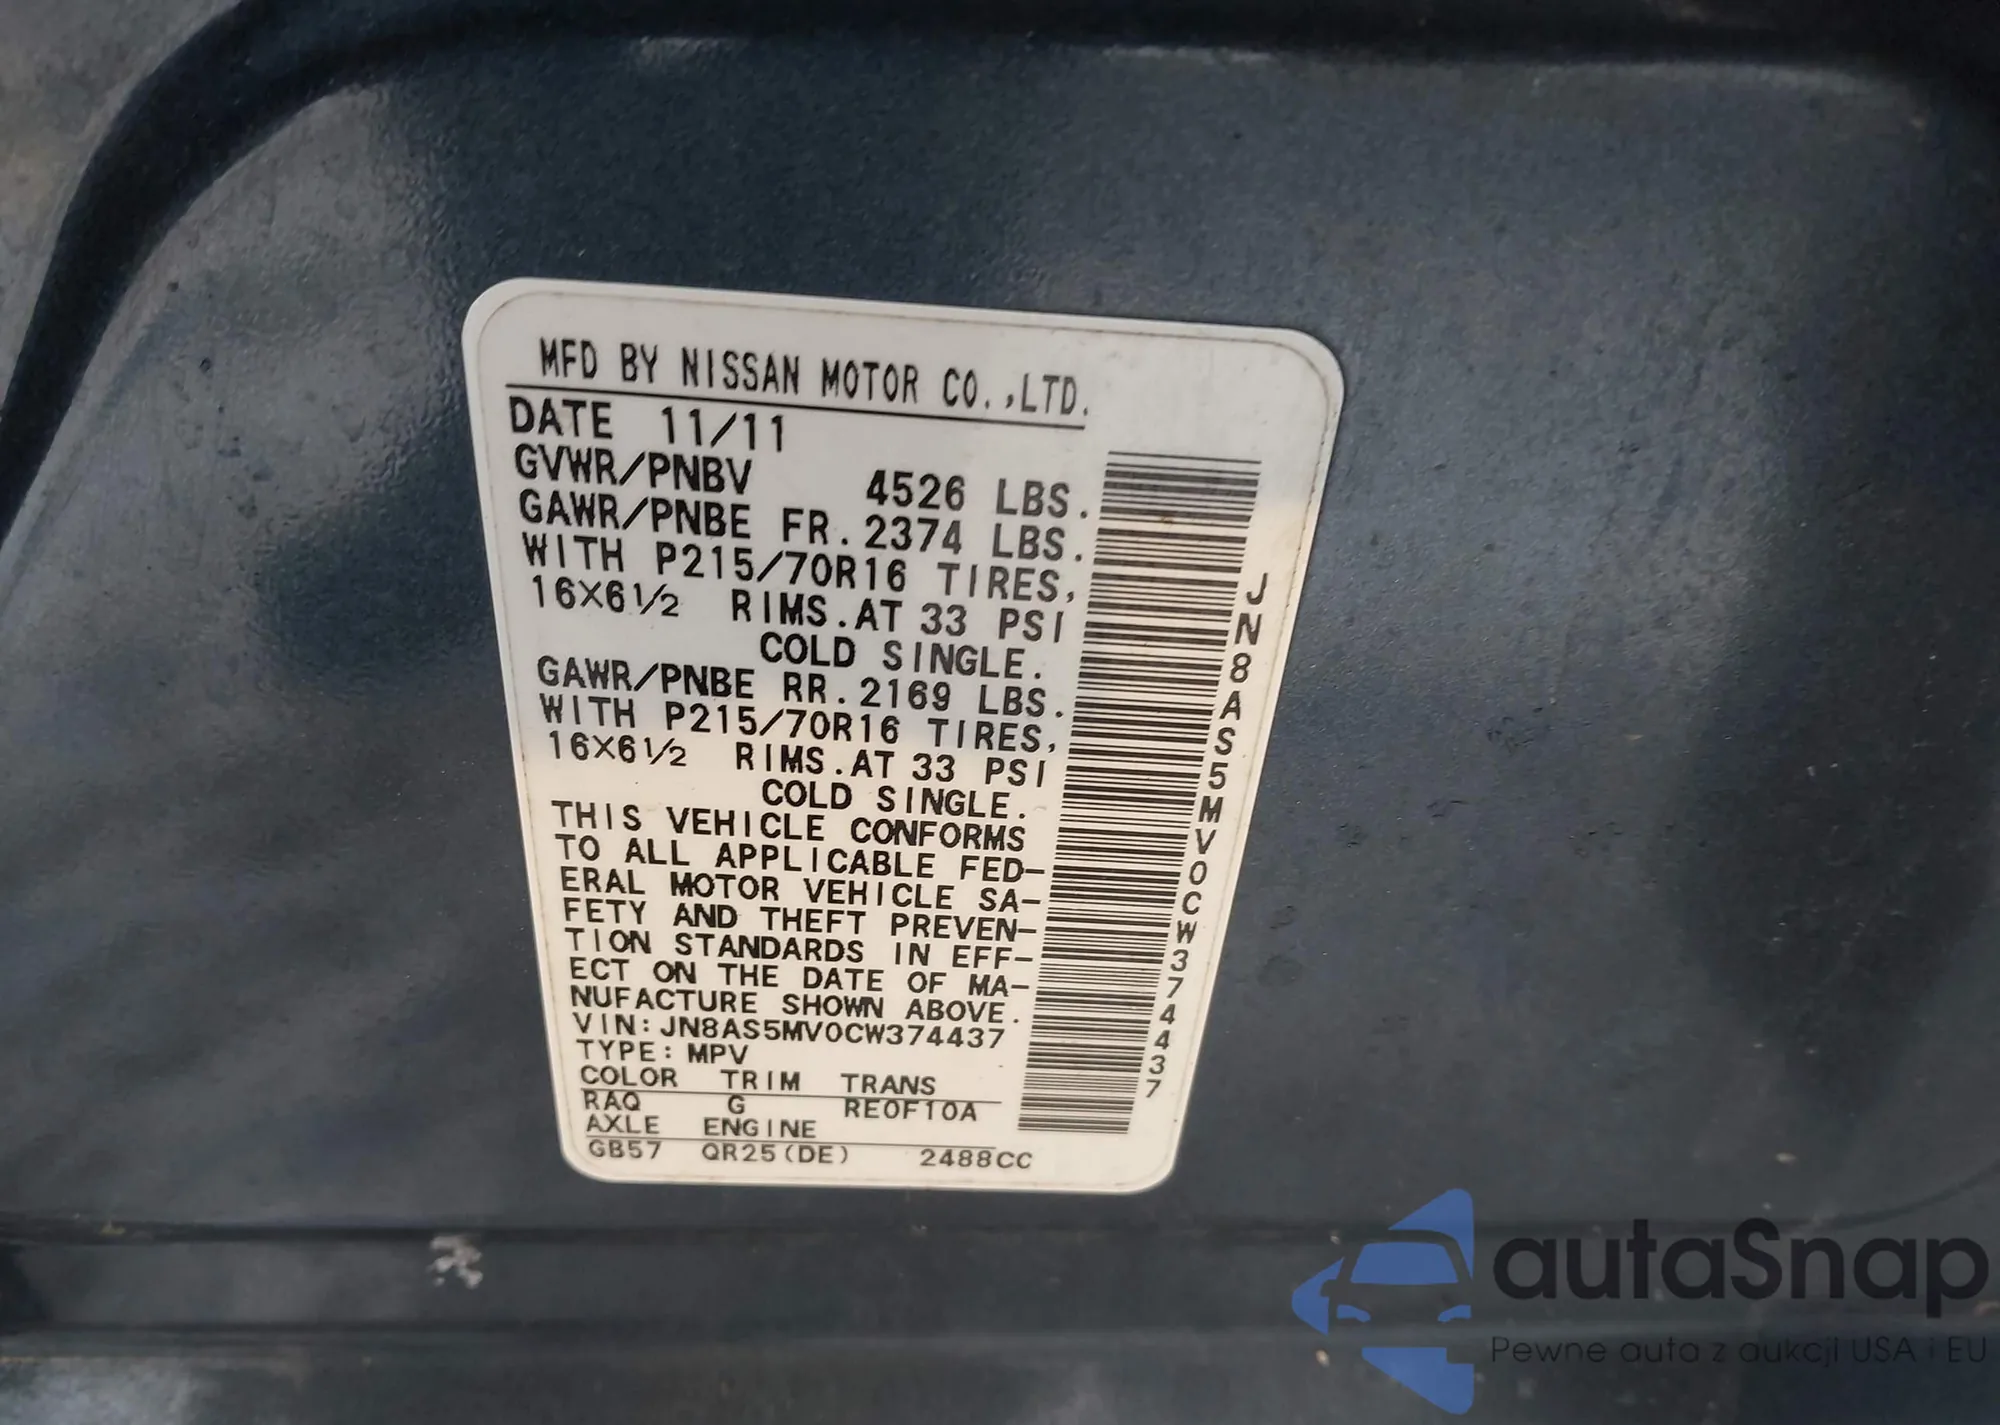 MFD BY NISSAN MOTOR CO.,LTD.
DATE 11/11
GVWR/PNBV 4526 LBS.
GAWR/PNBE FR. 2374 LBS.
WITH P215/70R16 TIRES,
16X6½ RIMS.AT 33 PSI
COLD SINGLE.
GAWR/PNBE RR. 2169 LBS.
WITH P215/70R16 TIRES,
16X6½ RIMS.AT 33 PSI
COLD SINGLE.
THIS VEHICLE CONFORMS
TO ALL APPLICABLE FED-
ERAL MOTOR VEHICLE SA-
FETY AND THEFT PREVEN-
TION STANDARDS IN EFF-
ECT ON THE DATE OF MA-
NUFACTURE SHOWN ABOVE.
VIN:JN8AS5MV0CW374437
TYPE:MPV
COLOR TRIM TRANS
RAQ G RE0F10A
AXLE ENGINE
GB57 QR25(DE) 2488CC
JN8AS5MV0CW374437
autaSnap
Pewne auta z aukcji USA i EU